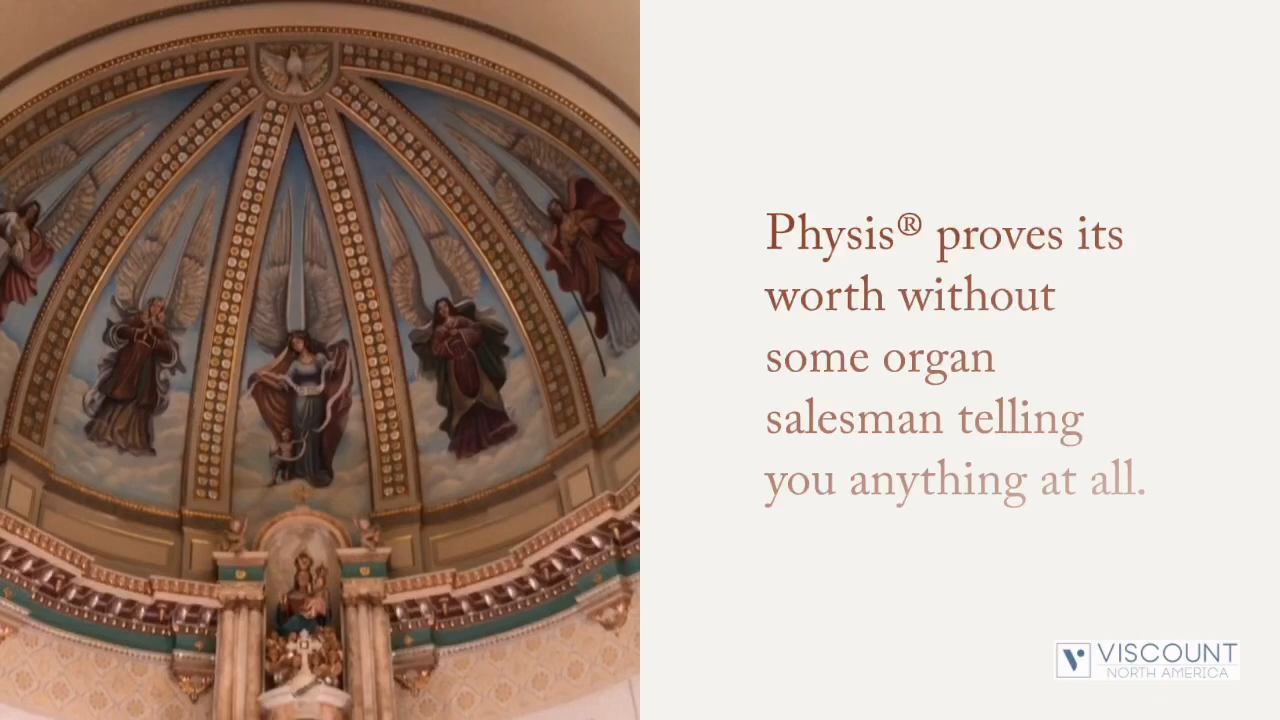 Physis® proves its
worth without
some organ
salesman telling
you anything at all.
VISCOUNT
NORTH AMERICA